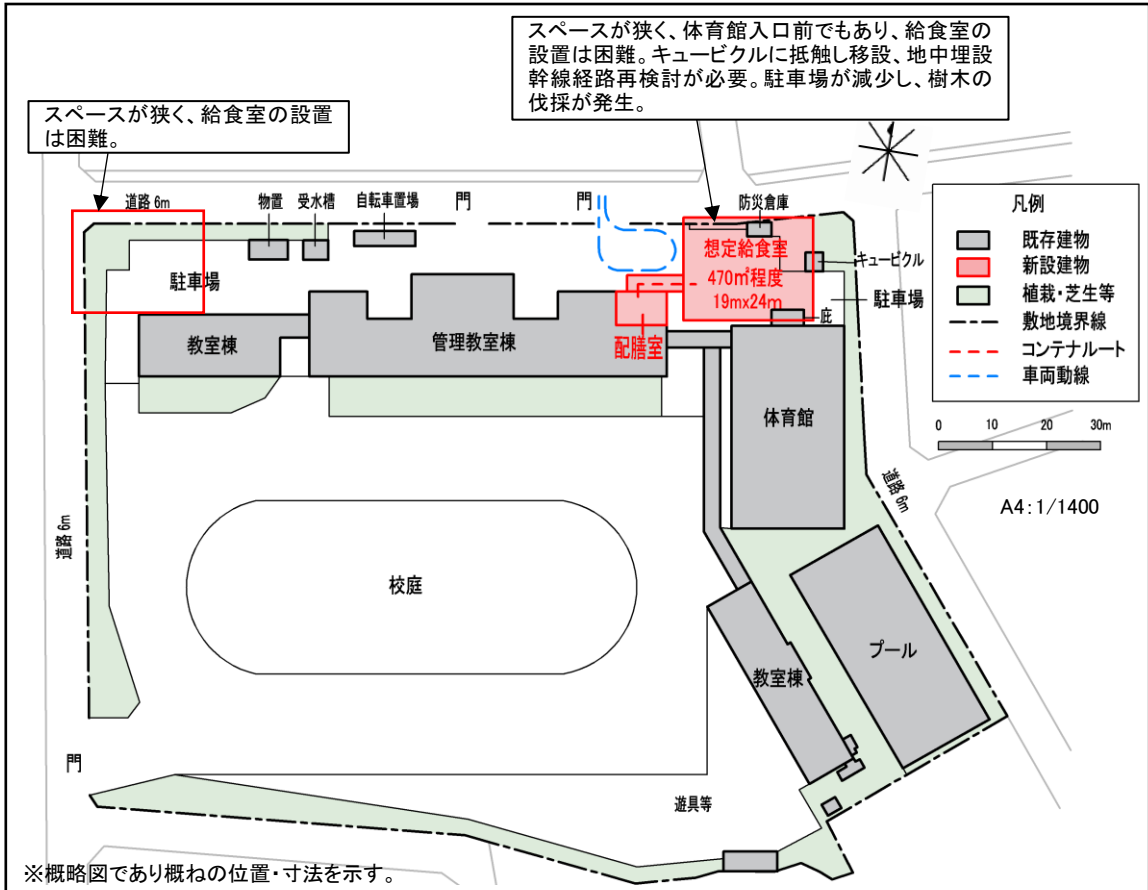 スペースが狭く、体育館入口前でもあり、給食室の
設置は困難。キュービクルに抵触し移設、地中埋設
幹線経路再検討が必要。駐車場が減少し、樹木の
伐採が発生。
スペースが狭く、給食室の設置
は困難。
道路 6m
物置
受水槽
自転車置場
門
門
防災倉庫
想定給食室
470㎡程度
19mx24m
キュービクル
駐車場
駐車場
庇
教室棟
管理教室棟
配膳室
体育館
凡例
既存建物
新設建物
植栽・芝生等
敷地境界線
コンテナルート
車両動線
0 10 20 30m
A4:1/1400
道路 6m
道路 6m
校庭
教室棟
プール
門
遊具等
※概略図であり概ねの位置・寸法を示す。